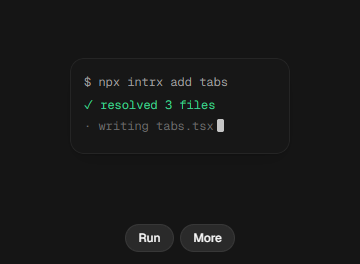 $ npx intrx add tabs
✓ resolved 3 files
· writing tabs.tsx
Run
More